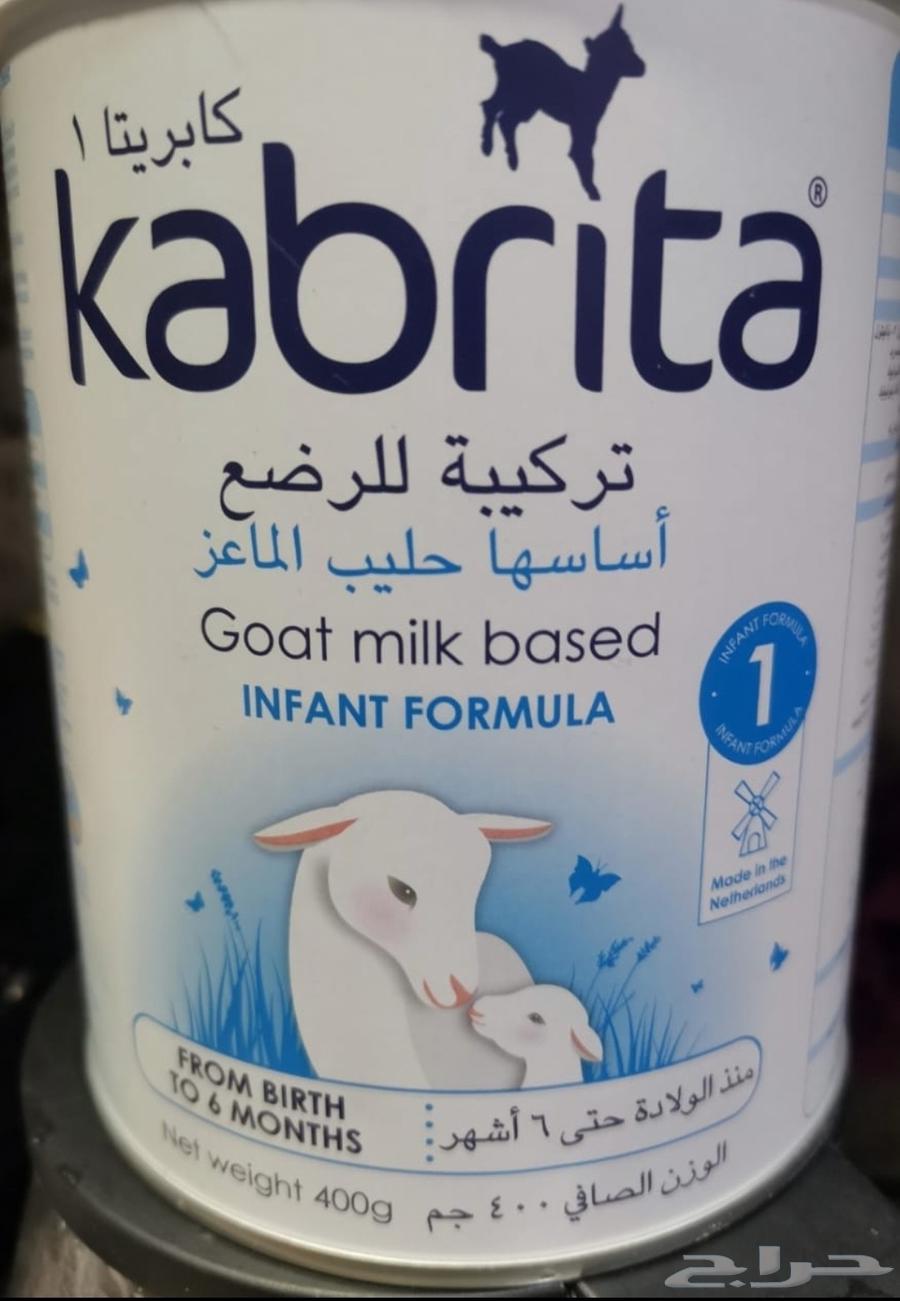 كابريتا ١
kabrita®
تركيبة للرضع
أساسها حليب الماعز
Goat milk based
INFANT FORMULA
INFANT FORMULA
1
INFANT FORMULA
Made in the
Netherlands
FROM BIRTH
TO 6 MONTHS
منذ الولادة حتى ٦ أشهر
Net weight 400g
الوزن الصافي ٤٠٠ جم
حراج